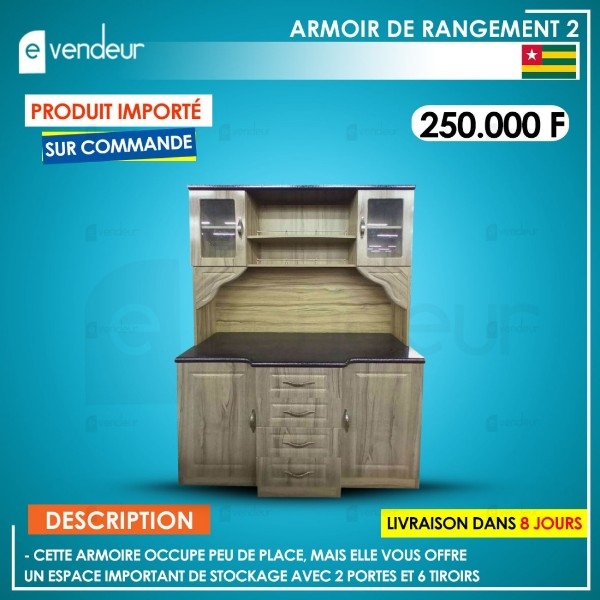 e vendeur
ARMOIR DE RANGEMENT 2
PRODUIT IMPORTÉ
SUR COMMANDE
250.000 F
e vendeur
DESCRIPTION
LIVRAISON DANS 8 JOURS
- CETTE ARMOIRE OCCUPE PEU DE PLACE, MAIS ELLE VOUS OFFRE
UN ESPACE IMPORTANT DE STOCKAGE AVEC 2 PORTES ET 6 TIROIRS